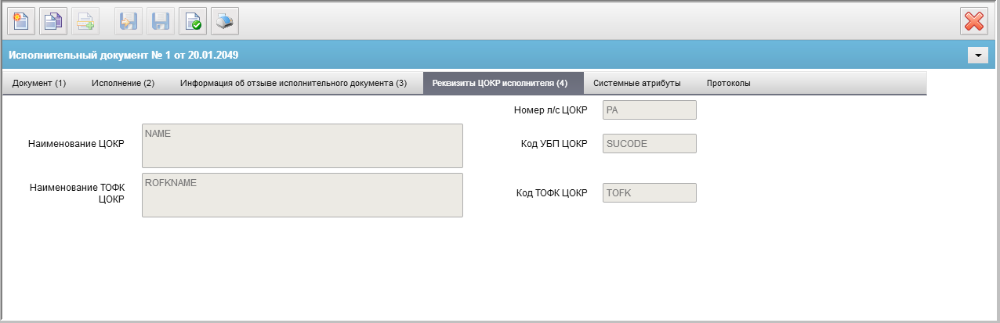 Исполнительный документ № 1 от 20.01.2049
Документ (1) Исполнение (2) Информация об отзыве исполнительного документа (3) Реквизиты ЦОКР исполнителя (4) Системные атрибуты Протоколы
Номер л/с ЦОКР PA
Наименование ЦОКР NAME Код УБП ЦОКР SUCODE
Наименование ТОФК
ЦОКР
ROFKNAME
Код ТОФК ЦОКР TOFK